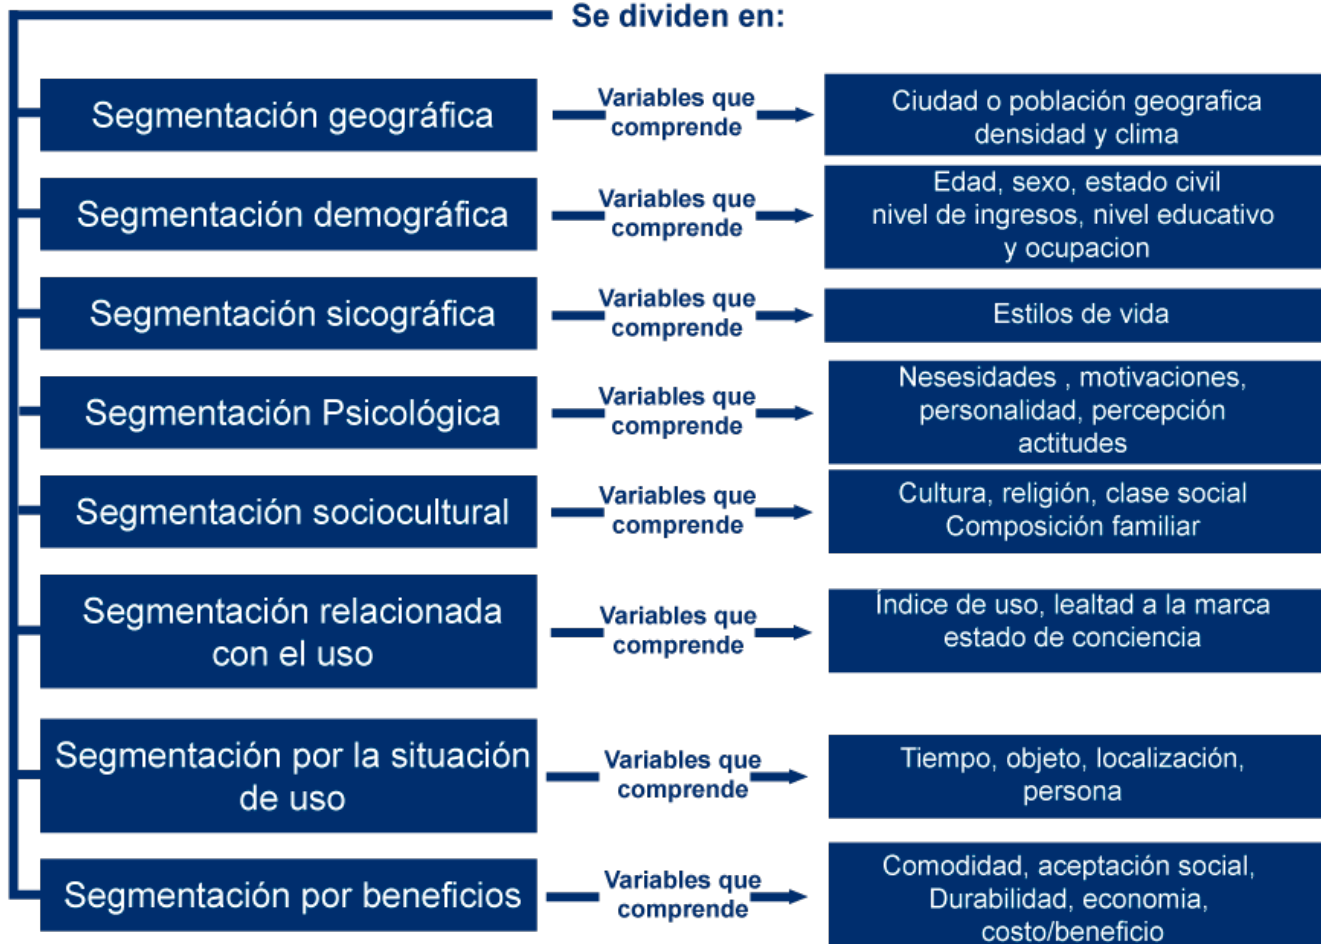 Se dividen en:
Segmentación geográfica
Variables que
comprende
Ciudad o población geografica
densidad y clima
Segmentación demográfica
Variables que
comprende
Edad, sexo, estado civil
nivel de ingresos, nivel educativo
y ocupacion
Segmentación sicográfica
Variables que
comprende
Estilos de vida
Segmentación Psicológica
Variables que
comprende
Nesesidades , motivaciones,
personalidad, percepción
actitudes
Segmentación sociocultural
Variables que
comprende
Cultura, religión, clase social
Composición familiar
Segmentación relacionada
con el uso
Variables que
comprende
Índice de uso, lealtad a la marca
estado de conciencia
Segmentación por la situación
de uso
Variables que
comprende
Tiempo, objeto, localización,
persona
Segmentación por beneficios
Variables que
comprende
Comodidad, aceptación social,
Durabilidad, economia,
costo/beneficio